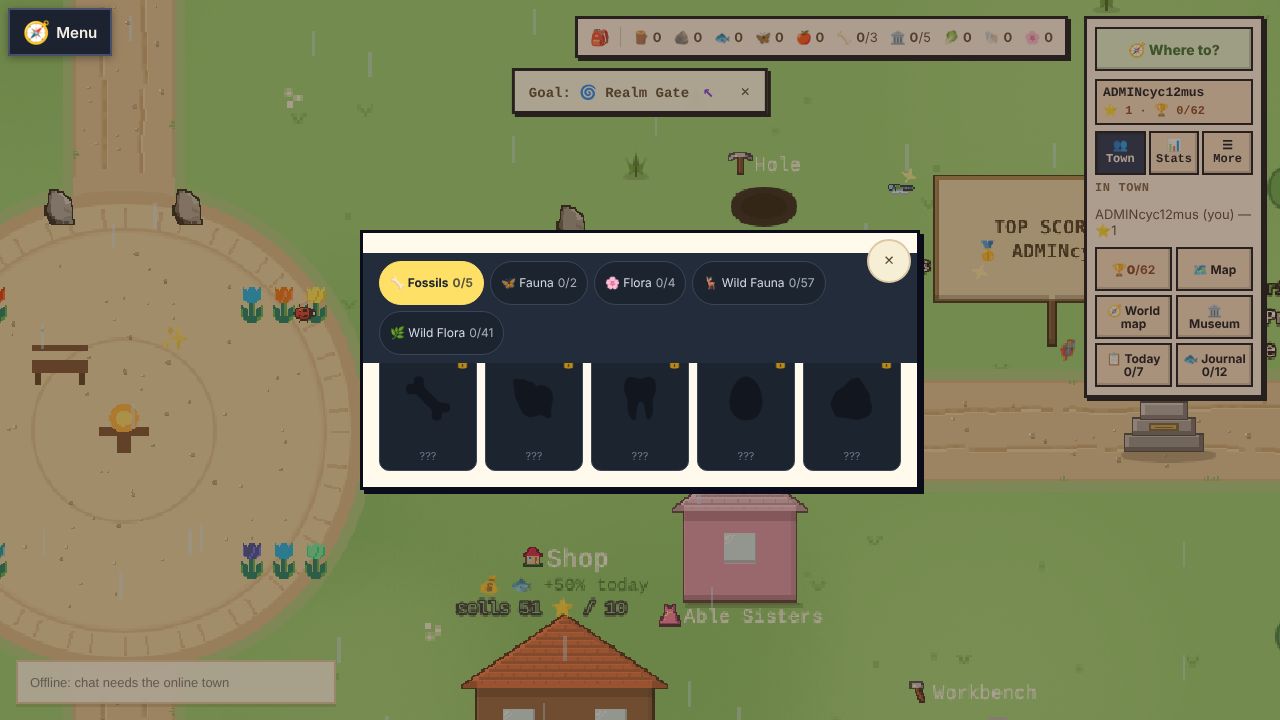 Menu
0 0 0 0 0 0/3 0/5 0 0 0
Where to?
Goal: Realm Gate ×
ADMINcyc12mus
1 · 0/62
Town Stats More
IN TOWN
ADMINcyc12mus (you) —
1
0/62 Map
World map
Museum
Today 0/7
Journal 0/12
Hole
TOP SCOR
ADMINc
×
Fossils 0/5
Fauna 0/2
Flora 0/4
Wild Fauna 0/57
Wild Flora 0/41
??? ??? ??? ??? ???
Shop
+50% today
sells 51 / 10
Able Sisters
Workbench
Offline: chat needs the online town